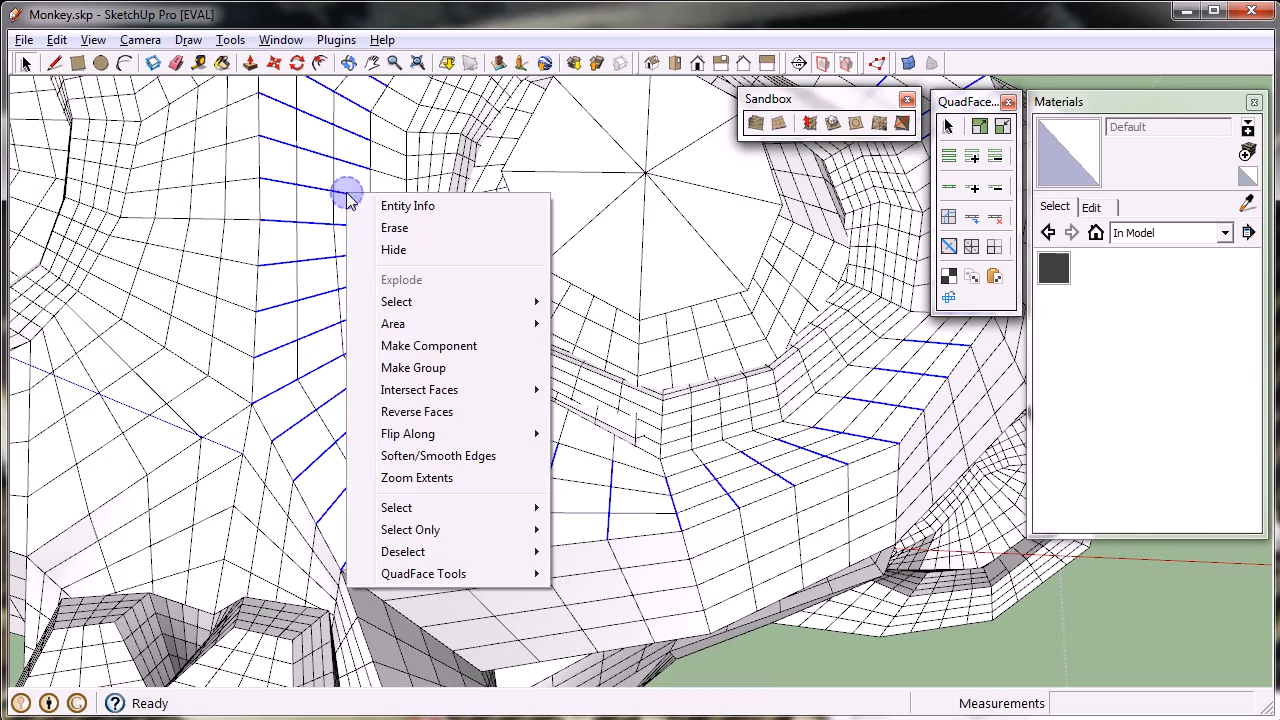 Monkey.skp - SketchUp Pro [EVAL]
File Edit View Camera Draw Tools Window Plugins Help
Sandbox
QuadFace...
Materials
Default
Select Edit
In Model
Entity Info
Erase
Hide
Explode
Select
Area
Make Component
Make Group
Intersect Faces
Reverse Faces
Flip Along
Soften/Smooth Edges
Zoom Extents
Select
Select Only
Deselect
QuadFace Tools
Ready
Measurements